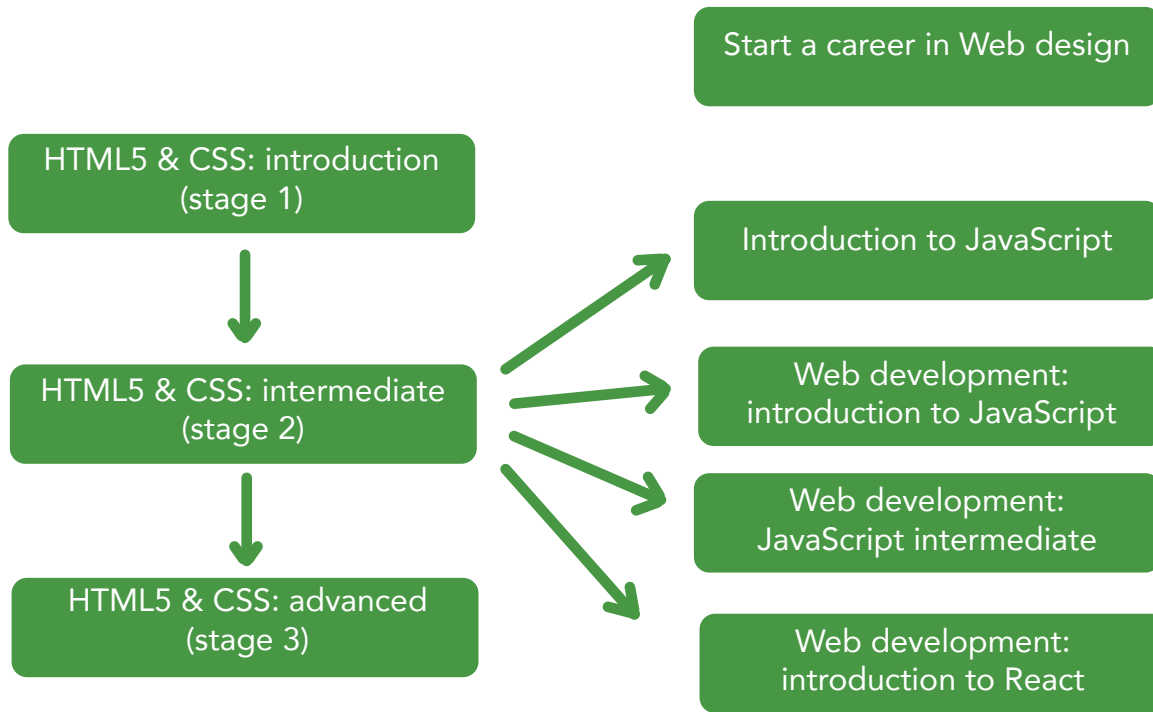 Start a career in Web design
HTML5 & CSS: introduction
(stage 1)
Introduction to JavaScript
HTML5 & CSS: intermediate
(stage 2)
Web development:
introduction to JavaScript
Web development:
JavaScript intermediate
HTML5 & CSS: advanced
(stage 3)
Web development:
introduction to React